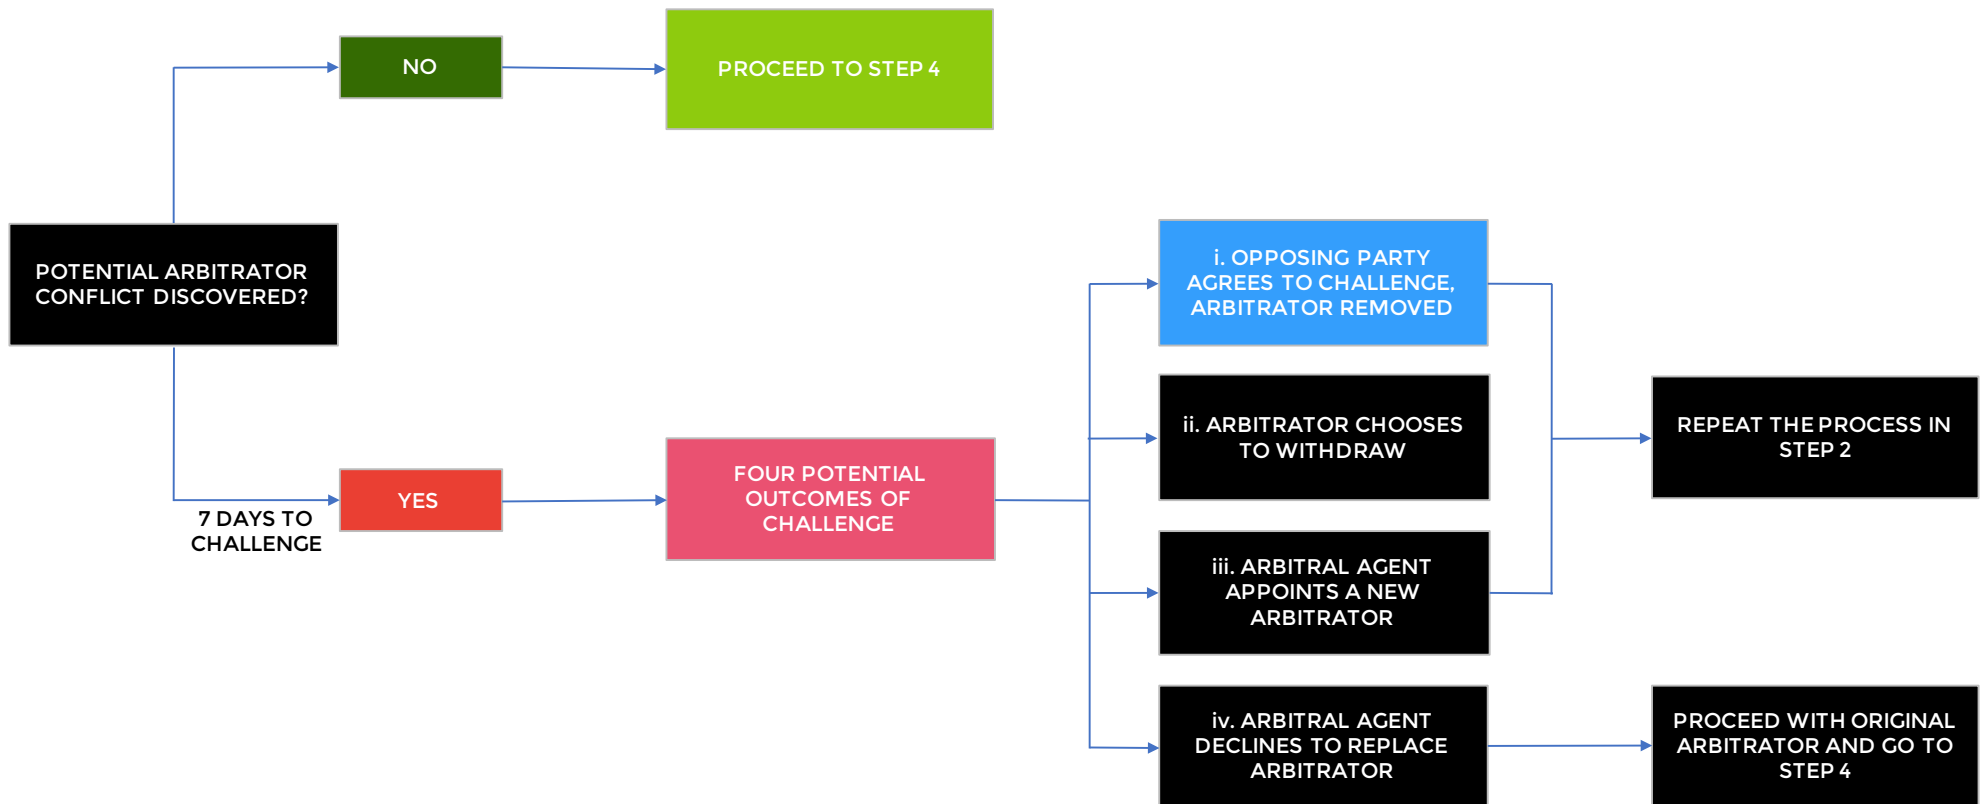 NO
PROCEED TO STEP 4
POTENTIAL ARBITRATOR
CONFLICT DISCOVERED?
7 DAYS TO
CHALLENGE
YES
FOUR POTENTIAL
OUTCOMES OF
CHALLENGE
i. OPPOSING PARTY
AGREES TO CHALLENGE,
ARBITRATOR REMOVED
ii. ARBITRATOR CHOOSES
TO WITHDRAW
iii. ARBITRAL AGENT
APPOINTS A NEW
ARBITRATOR
REPEAT THE PROCESS IN
STEP 2
iv. ARBITRAL AGENT
DECLINES TO REPLACE
ARBITRATOR
PROCEED WITH ORIGINAL
ARBITRATOR AND GO TO
STEP 4